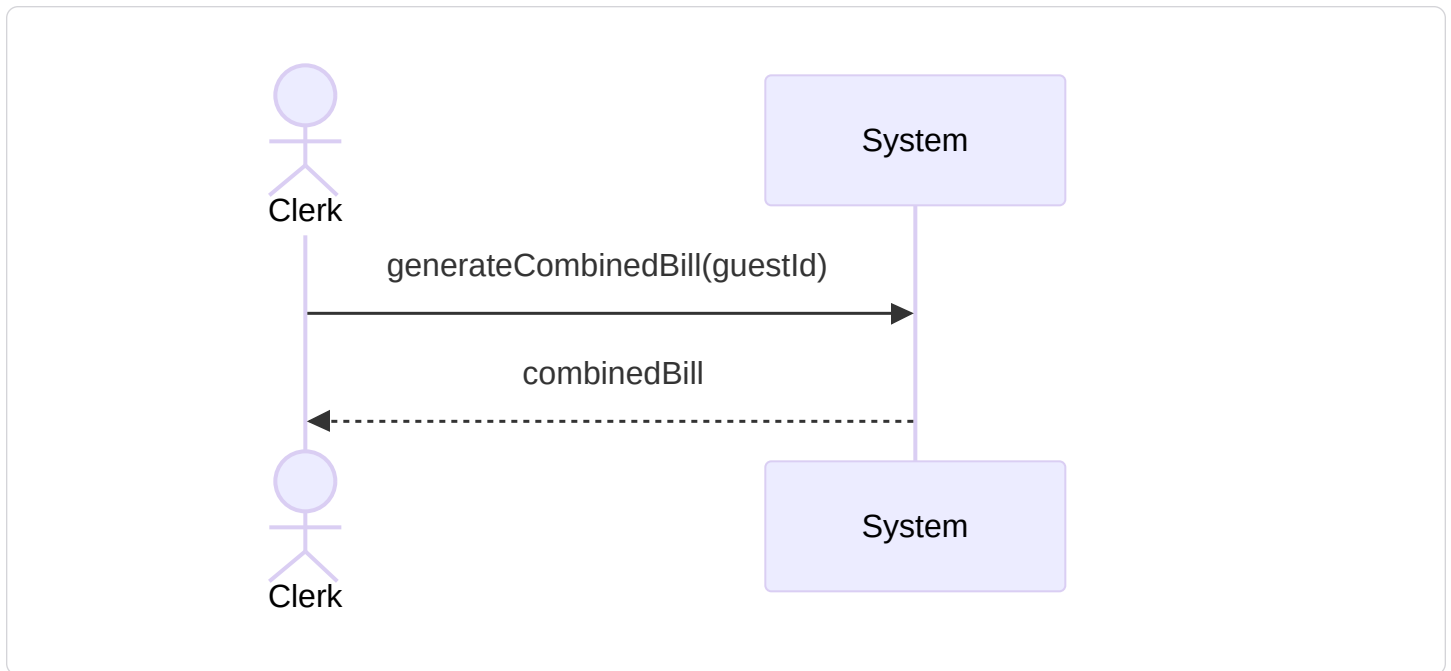 System
Clerk
generateCombinedBill(guestId)
combinedBill
System
Clerk